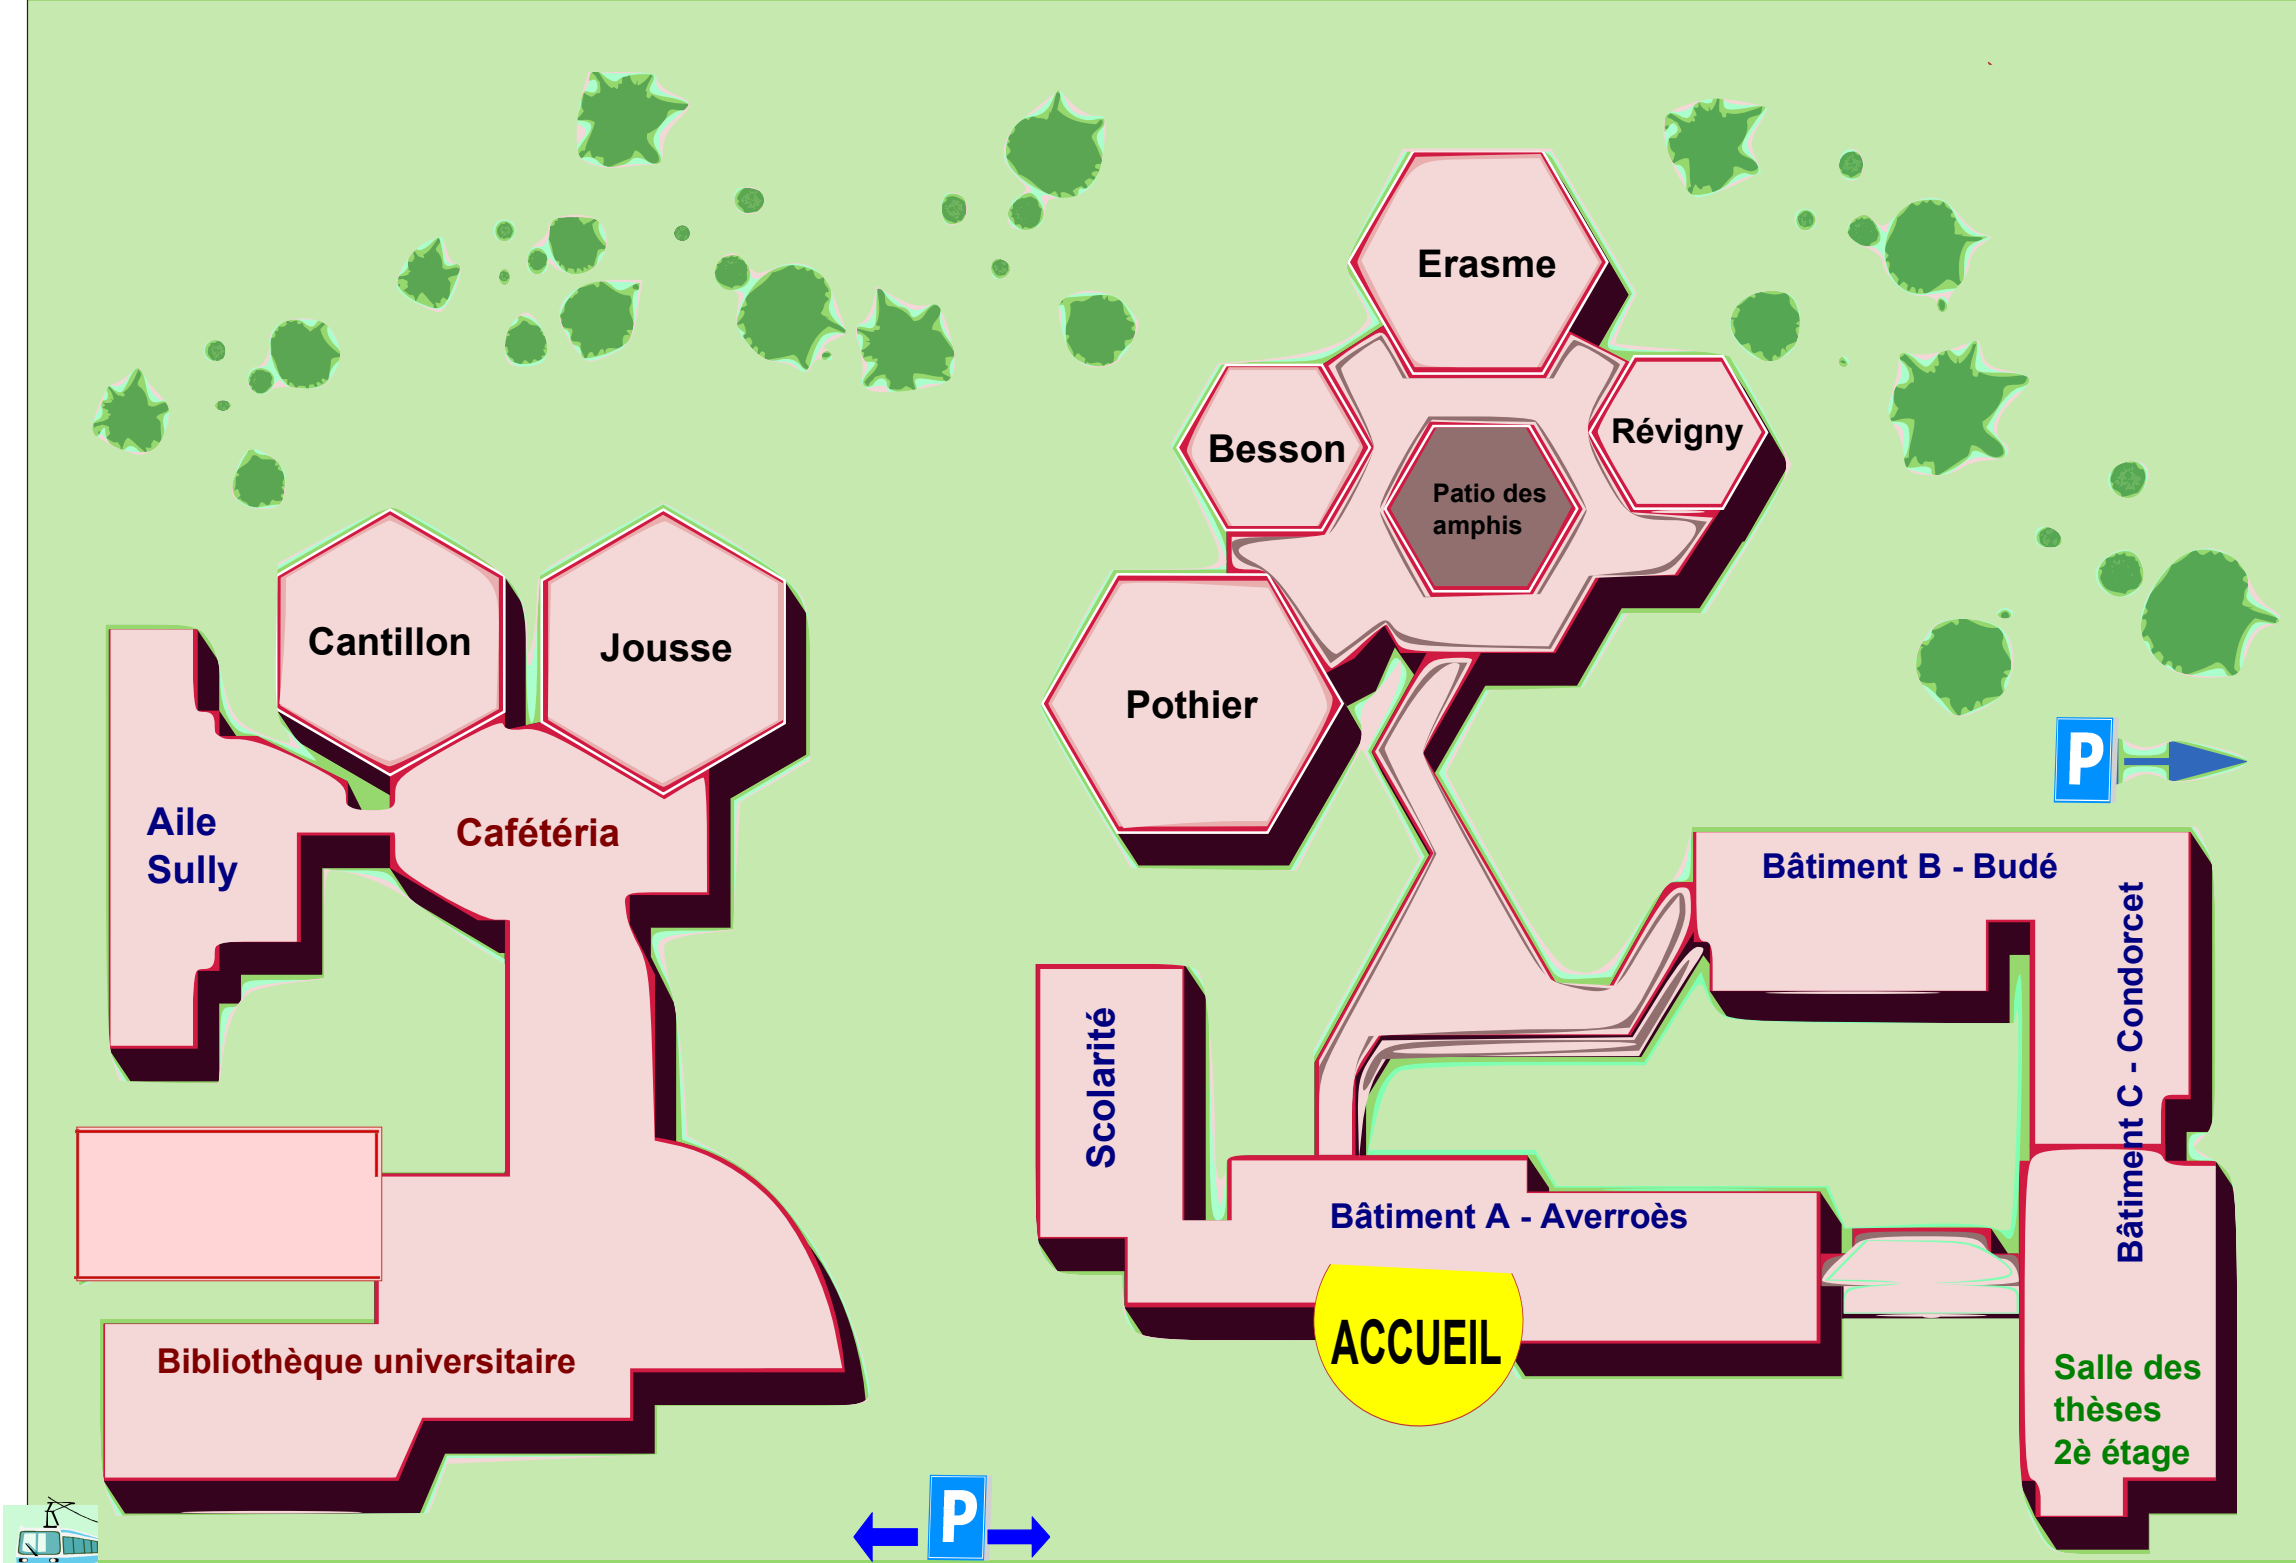 Erasme
Besson
Révigny
Patio des
amphis
Cantillon
Jousse
Pothier
Aile
Sully
Cafétéria
P
Bâtiment B - Budé
Bâtiment C - Condorcet
Scolarité
Bâtiment A - Averroès
ACCUEIL
Bibliothèque universitaire
Salle des
thèses
2è étage
P